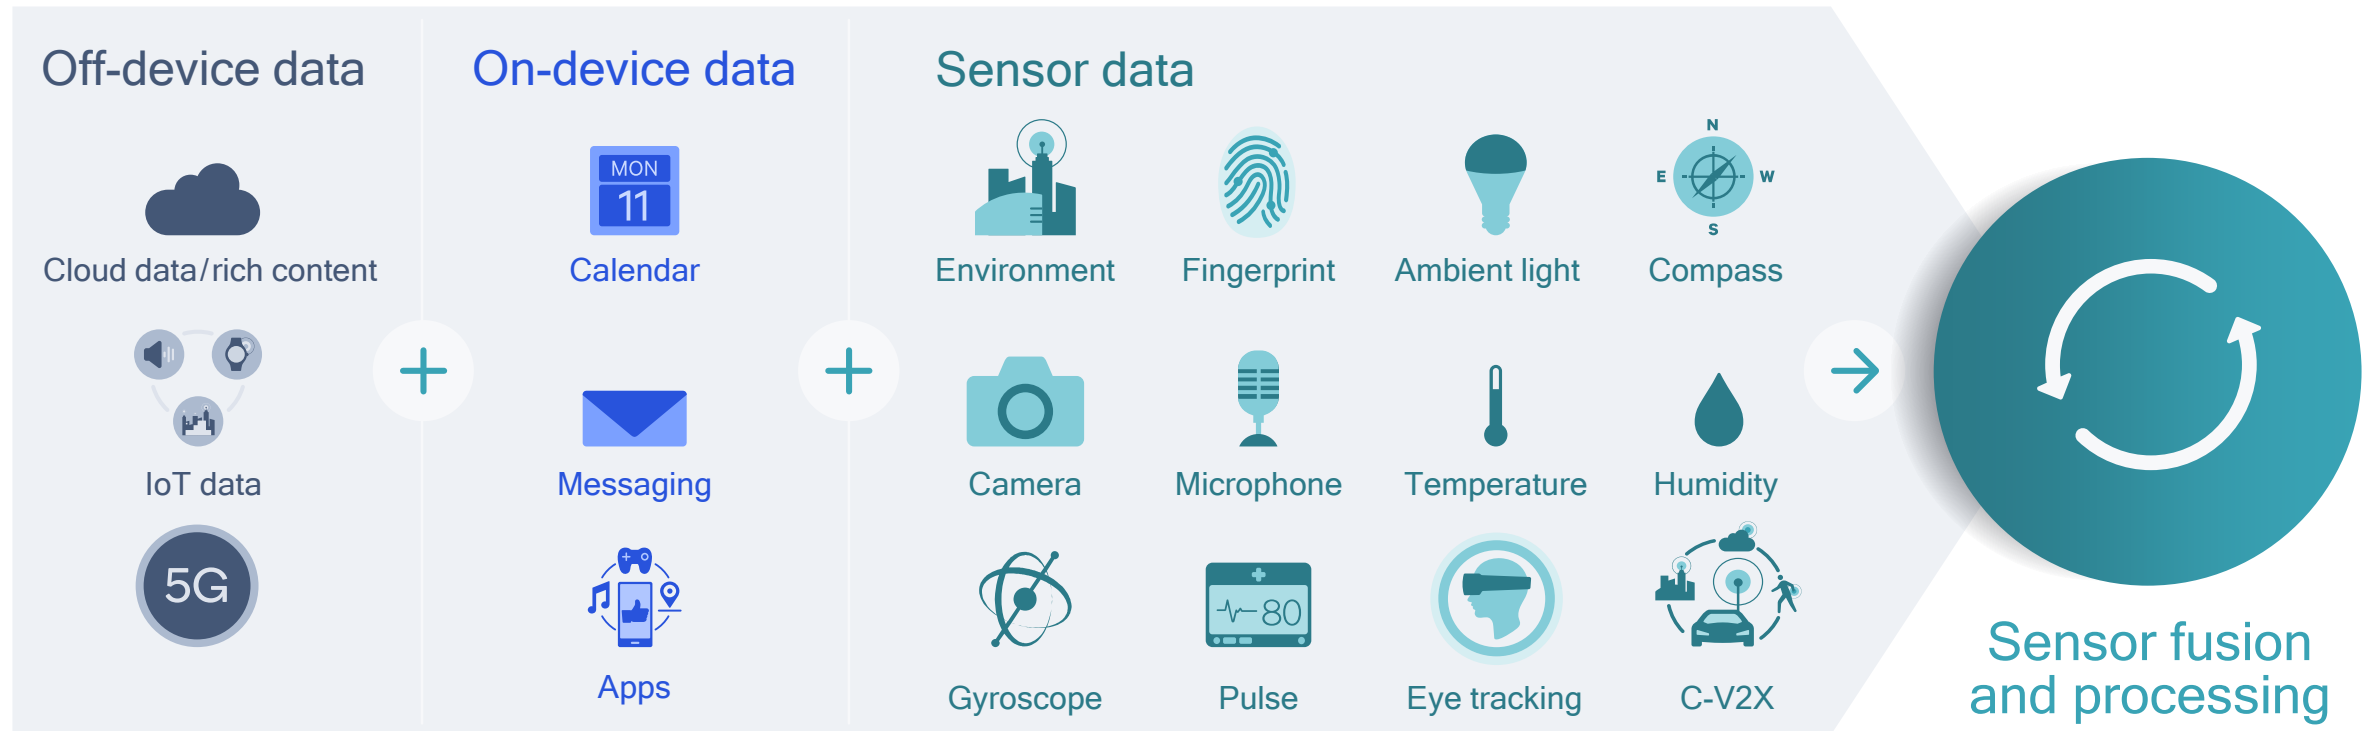 Off-device data
On-device data
Sensor data
Cloud data/rich content
IoT data
5G
MON
11
Calendar
Messaging
Apps
Environment
Fingerprint
Ambient light
N
E
W
S
Compass
Camera
Microphone
Temperature
Humidity
Gyroscope
80
Pulse
Eye tracking
C-V2X
Sensor fusion
and processing